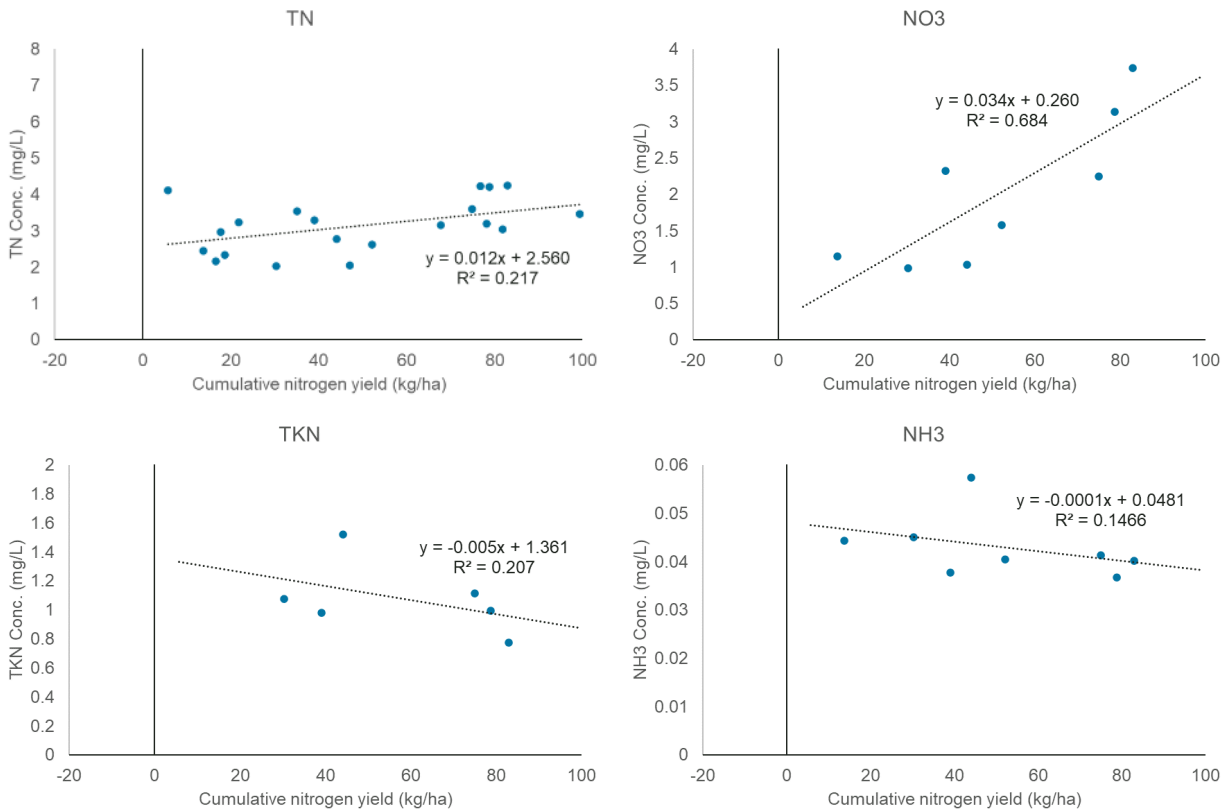 TN
8
7
6
5
4
3
2
1
0
TN Conc. (mg/L)
y = 0.012x + 2.560
R² = 0.217
-20 0 20 40 60 80 100
Cumulative nitrogen yield (kg/ha)
NO3
4
3.5
3
2.5
2
1.5
1
0.5
0
NO3 Conc. (mg/L)
y = 0.034x + 0.260
R² = 0.684
-20 0 20 40 60 80 100
Cumulative nitrogen yield (kg/ha)
TKN
2
1.8
1.6
1.4
1.2
1
0.8
0.6
0.4
0.2
0
TKN Conc. (mg/L)
y = -0.005x + 1.361
R² = 0.207
-20 0 20 40 60 80 100
Cumulative nitrogen yield (kg/ha)
NH3
0.06
0.05
0.04
0.03
0.02
0.01
0
NH3 Conc. (mg/L)
y = -0.0001x + 0.0481
R² = 0.1466
-20 0 20 40 60 80 100
Cumulative nitrogen yield (kg/ha)